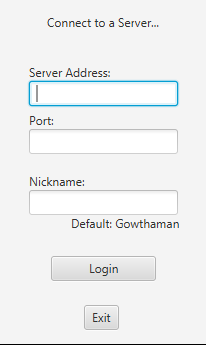 Connect to a Server...
Server Address:
Port:
Nickname:
Default: Gowthaman
Login
Exit